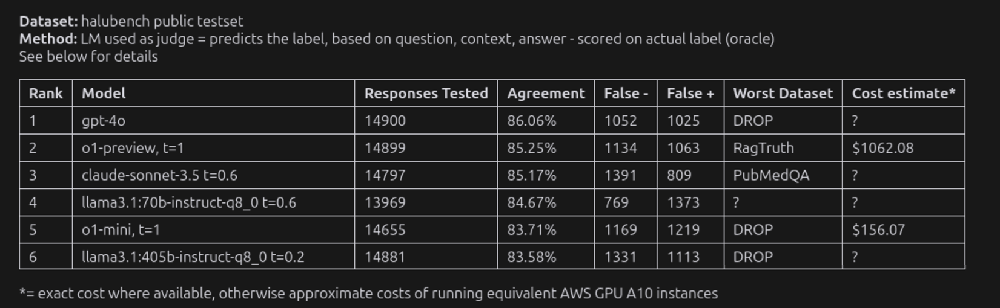 Dataset: halubench public testset
Method: LM used as judge = predicts the label, based on question, context, answer - scored on actual label (oracle)
See below for details
Rank Model Responses Tested Agreement False - False + Worst Dataset Cost estimate*
1 gpt-4o 14900 86.06% 1052 1025 DROP ?
2 o1-preview, t=1 14899 85.25% 1134 1063 RagTruth $1062.08
3 claude-sonnet-3.5 t=0.6 14797 85.17% 1391 809 PubMedQA ?
4 llama3.1:70b-instruct-q8_0 t=0.6 13969 84.67% 769 1373 ? ?
5 o1-mini, t=1 14655 83.71% 1169 1219 DROP $156.07
6 llama3.1:405b-instruct-q8_0 t=0.2 14881 83.58% 1331 1113 DROP ?
*= exact cost where available, otherwise approximate costs of running equivalent AWS GPU A10 instances